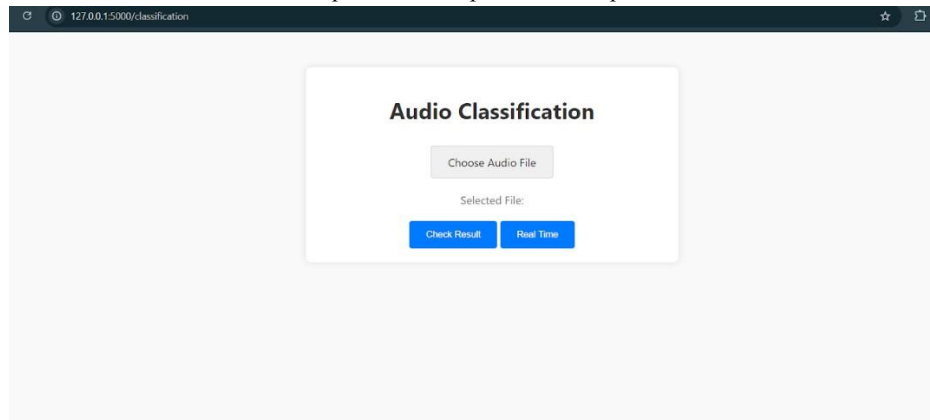 127.0.0.1:5000/classification
Audio Classification
Choose Audio File
Selected File:
Check Result Real Time